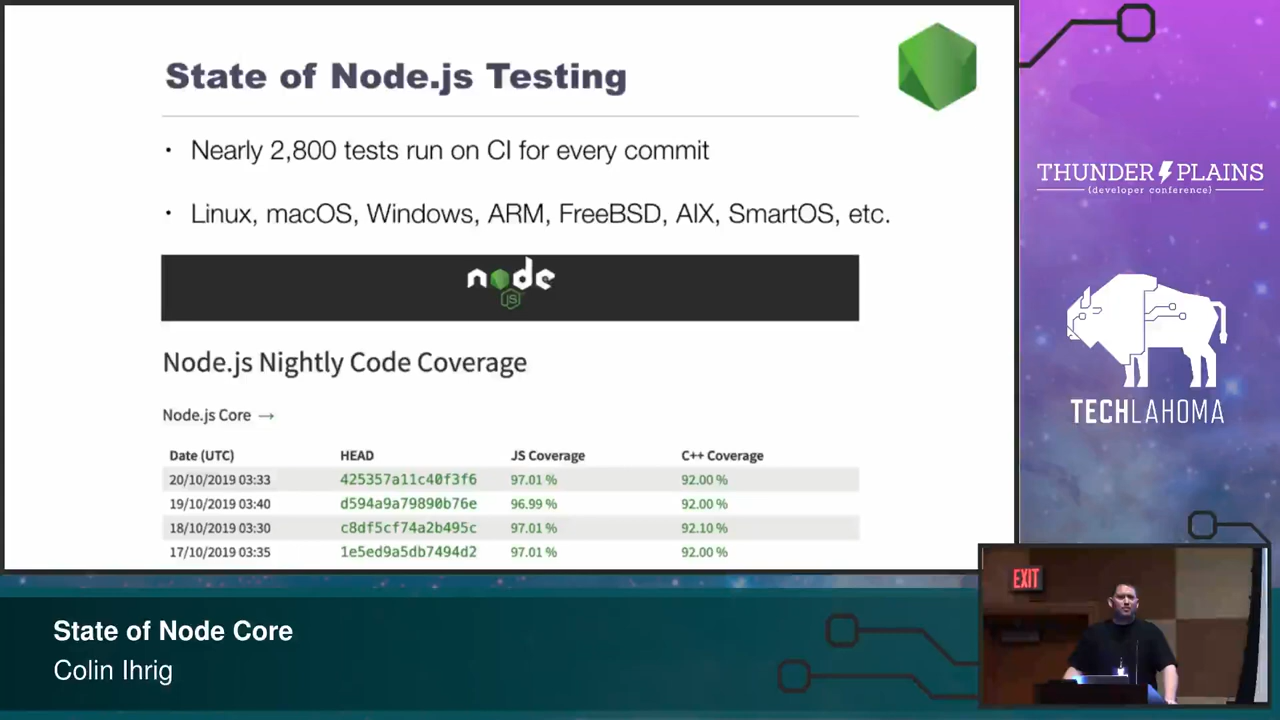 State of Node.js Testing
• Nearly 2,800 tests run on CI for every commit
• Linux, macOS, Windows, ARM, FreeBSD, AIX, SmartOS, etc.
node
JS
Node.js Nightly Code Coverage
Node.js Core →
Date (UTC) HEAD JS Coverage C++ Coverage
20/10/2019 03:33 425357a11c40f3f6 97.01 % 92.00 %
19/10/2019 03:40 d594a9a79890b76e 96.99 % 92.00 %
18/10/2019 03:30 c8df5cf74a2b495c 97.01 % 92.10 %
17/10/2019 03:35 1e5ed9a5db7494d2 97.01 % 92.00 %
THUNDER PLAINS
{developer conference}
TECHLAHOMA
EXIT
State of Node Core
Colin Ihrig